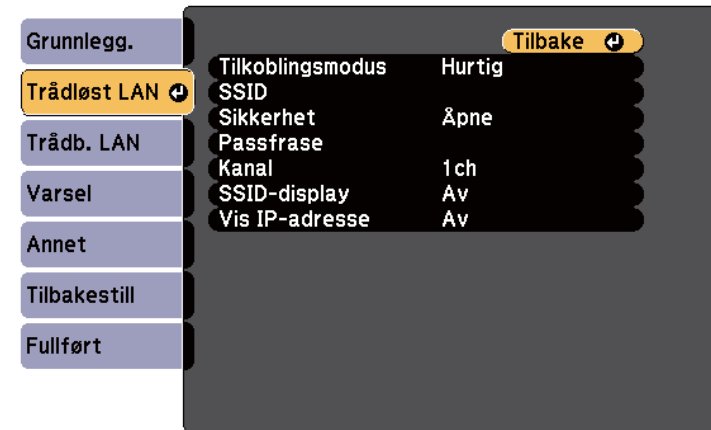 Grunnlegg.
Trådløst LAN
Trådb. LAN
Varsel
Annet
Tilbakestill
Fullført
Tilbake
Tilkoblingsmodus Hurtig
SSID
Sikkerhet Åpne
Passfrase
Kanal 1ch
SSID-display Av
Vis IP-adresse Av